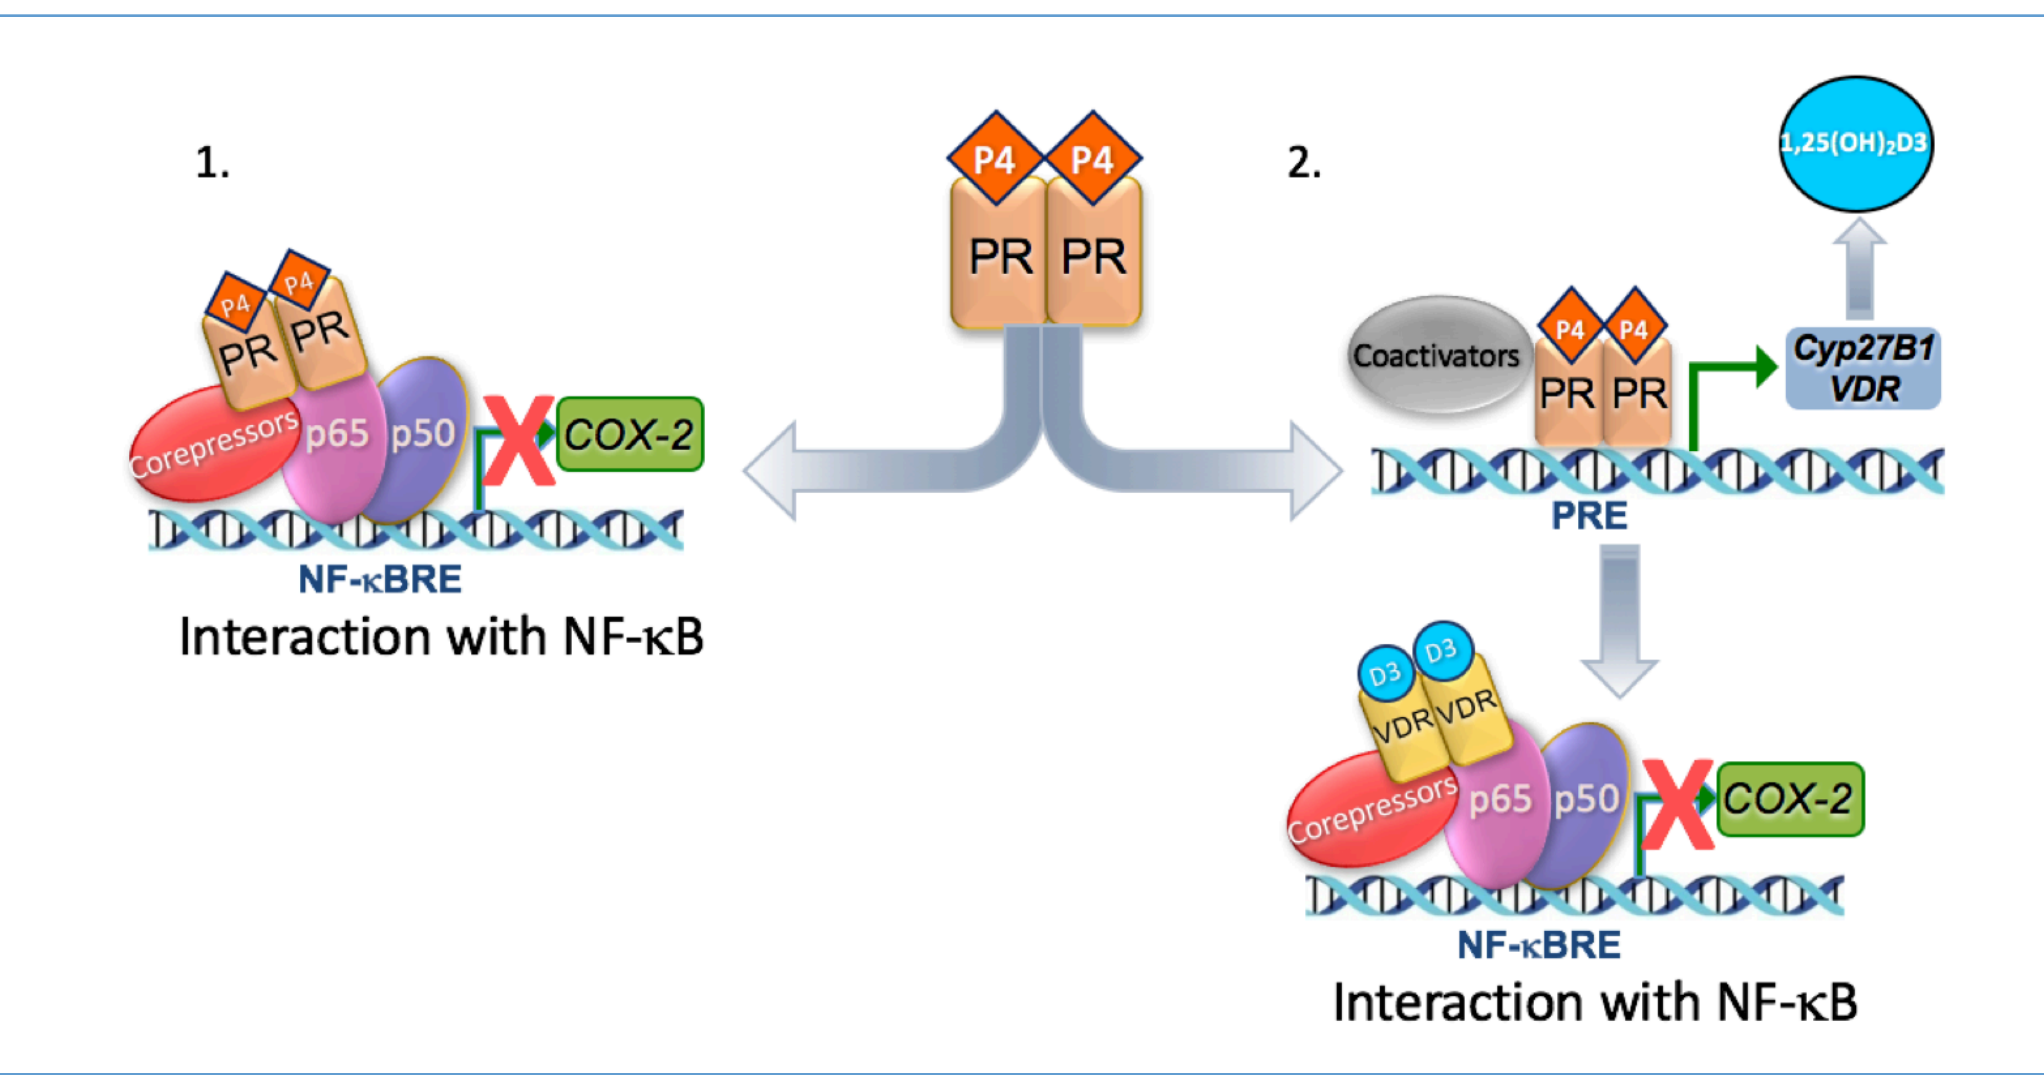 1.
P4 P4
PR PR
P4 P4
PR PR
Corepressors p65 p50 COX-2
NF-κBRE
Interaction with NF-κB
2.
1,25(OH)₂D3
Coactivators
P4 P4
PR PR
Cyp27B1
VDR
PRE
D3 D3
VDR VDR
Corepressors p65 p50 COX-2
NF-κBRE
Interaction with NF-κB